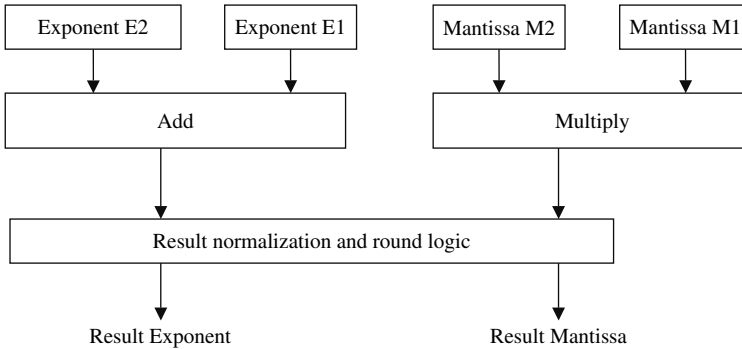 Exponent E2
Exponent E1
Mantissa M2
Mantissa M1
Add
Multiply
Result normalization and round logic
Result Exponent
Result Mantissa